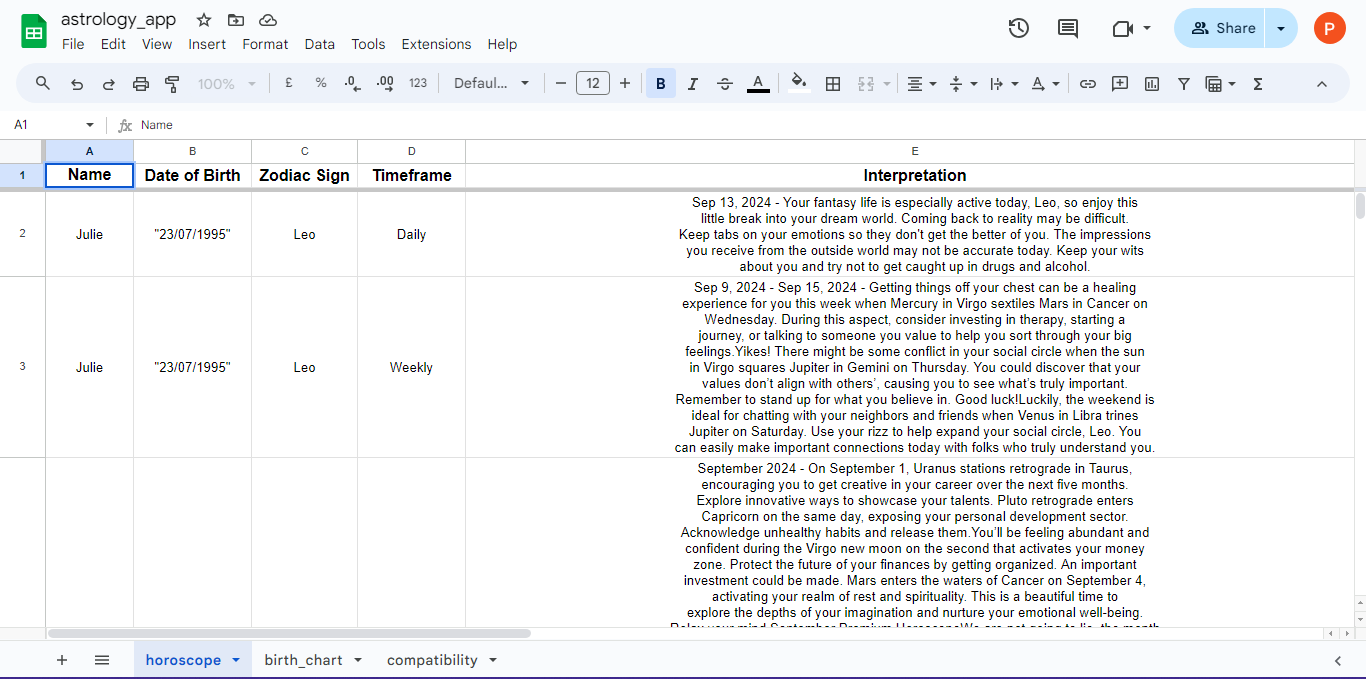 astrology_app
File Edit View Insert Format Data Tools Extensions Help
Share
P
100% £ % .0 .00 123 Defaul... 12 B I A A Σ
A1 fx Name
A B C D E
1 Name Date of Birth Zodiac Sign Timeframe Interpretation
2 Julie "23/07/1995" Leo Daily
Sep 13, 2024 - Your fantasy life is especially active today, Leo, so enjoy this
little break into your dream world. Coming back to reality may be difficult.
Keep tabs on your emotions so they don't get the better of you. The impressions
you receive from the outside world may not be accurate today. Keep your wits
about you and try not to get caught up in drugs and alcohol.
3 Julie "23/07/1995" Leo Weekly
Sep 9, 2024 - Sep 15, 2024 - Getting things off your chest can be a healing
experience for you this week when Mercury in Virgo sextiles Mars in Cancer on
Wednesday. During this aspect, consider investing in therapy, starting a
journey, or talking to someone you value to help you sort through your big
feelings.Yikes! There might be some conflict in your social circle when the sun
in Virgo squares Jupiter in Gemini on Thursday. You could discover that your
values don’t align with others’, causing you to see what’s truly important.
Remember to stand up for what you believe in. Good luck!Luckily, the weekend is
ideal for chatting with your neighbors and friends when Venus in Libra trines
Jupiter on Saturday. Use your rizz to help expand your social circle, Leo. You
can easily make important connections today with folks who truly understand you.
September 2024 - On September 1, Uranus stations retrograde in Taurus,
encouraging you to get creative in your career over the next five months.
Explore innovative ways to showcase your talents. Pluto retrograde enters
Capricorn on the same day, exposing your personal development sector.
Acknowledge unhealthy habits and release them.You’ll be feeling abundant and
confident during the Virgo new moon on the second that activates your money
zone. Protect the future of your finances by getting organized. An important
investment could be made. Mars enters the waters of Cancer on September 4,
activating your realm of rest and spirituality. This is a beautiful time to
explore the depths of your imagination and nurture your emotional well-being.
Relax your mind.September Premium HoroscopeWe are not going to lie, the month
horoscope birth_chart compatibility